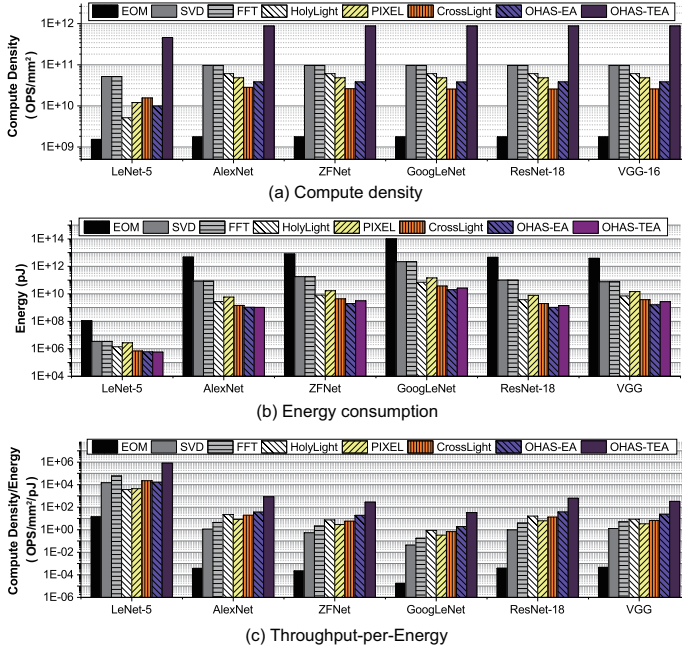 EOM SVD FFT HolyLight PIXEL CrossLight OHAS-EA OHAS-TEA
Compute Density
( OPS/mm²)
1E+12
1E+11
1E+10
1E+09
LeNet-5 AlexNet ZFNet GoogLeNet ResNet-18 VGG-16
(a) Compute density
EOM SVD FFT HolyLight PIXEL CrossLight OHAS-EA OHAS-TEA
Energy (pJ)
1E+14
1E+12
1E+10
1E+08
1E+06
1E+04
LeNet-5 AlexNet ZFNet GoogLeNet ResNet-18 VGG
(b) Energy consumption
EOM SVD FFT HolyLight PIXEL CrossLight OHAS-EA OHAS-TEA
Compute Density/Energy
( OPS/mm²/pJ)
1E+06
1E+04
1E+02
1E+00
1E-02
1E-04
1E-06
LeNet-5 AlexNet ZFNet GoogLeNet ResNet-18 VGG
(c) Throughput-per-Energy